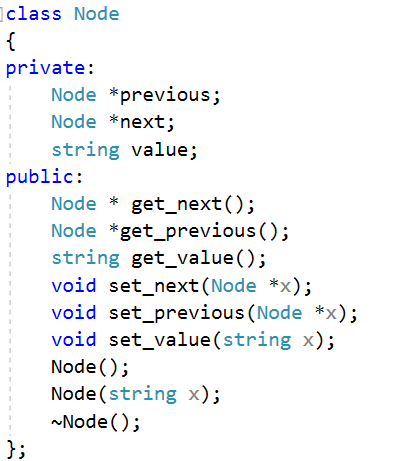 class Node
{
private:
Node *previous;
Node *next;
string value;
public:
Node * get_next();
Node *get_previous();
string get_value();
void set_next(Node *x);
void set_previous(Node *x);
void set_value(string x);
Node();
Node(string x);
~Node();
};